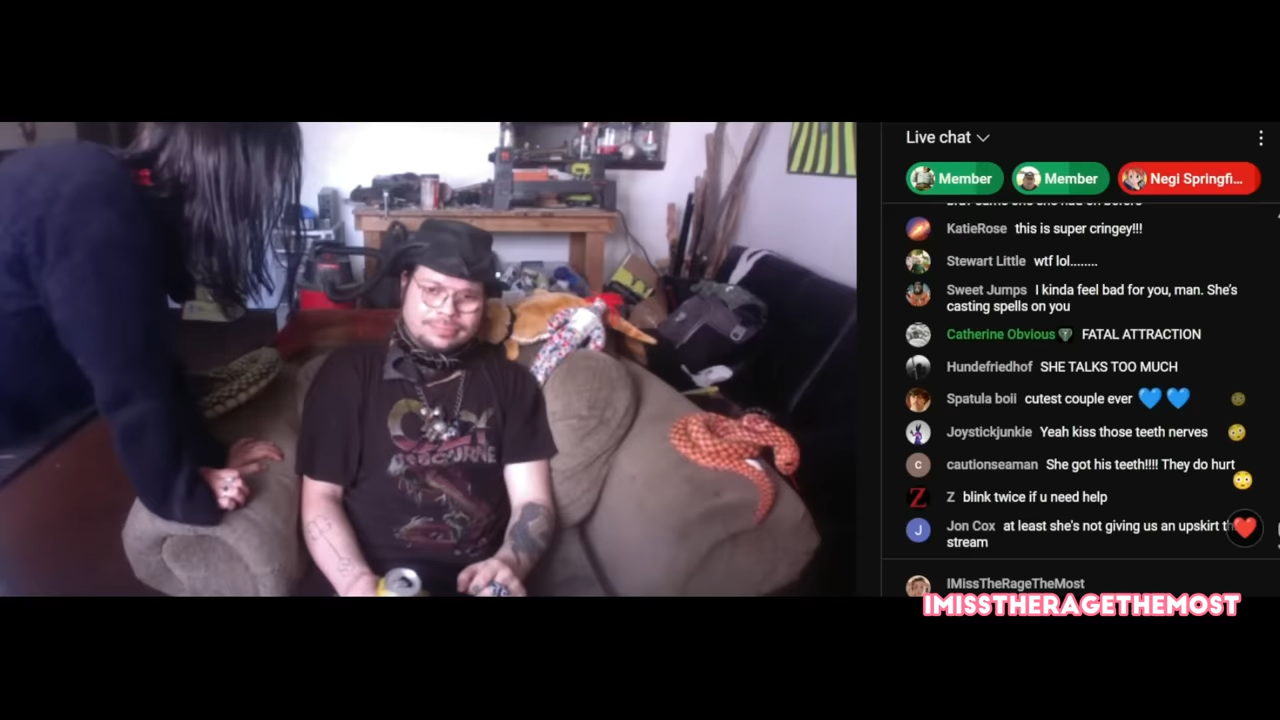 Live chat
Member
Member
Negi Springfi...
KatieRose this is super cringey!!!
Stewart Little wtf lol........
Sweet Jumps I kinda feel bad for you, man. She's
casting spells on you
Catherine Obvious FATAL ATTRACTION
Hundefriedhof SHE TALKS TOO MUCH
Spatula boii cutest couple ever 💙 💙
Joystickjunkie Yeah kiss those teeth nerves
cautionseaman She got his teeth!!!! They do hurt
Z blink twice if u need help
Jon Cox at least she's not giving us an upskirt
stream
IMissTheRageTheMost
IMISSTHERAGETHEMOST
OZZY
OSBOURNE
C
Z
J